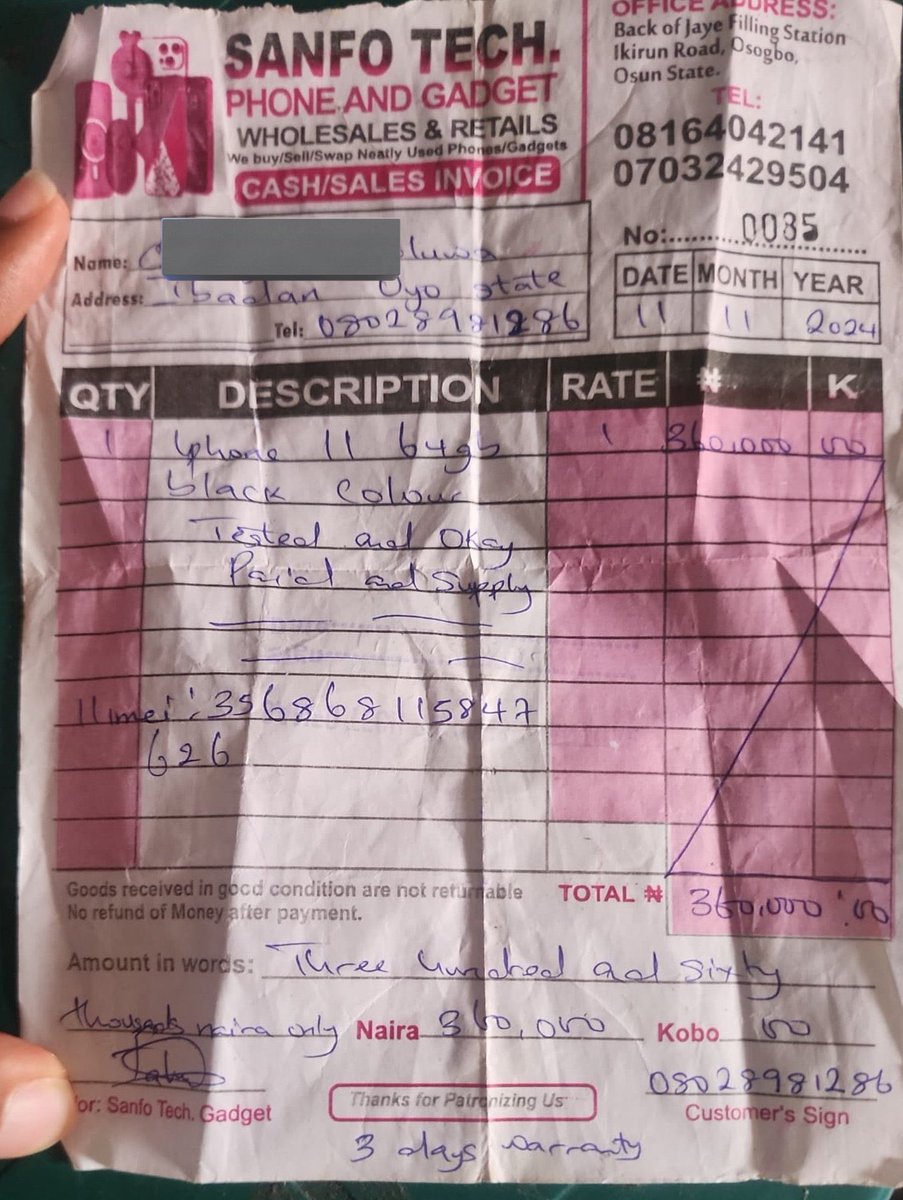 SANFO TECH.
PHONE AND GADGET
WHOLESALES & RETAILS
We buy/Sell/Swap Neatly Used Phones/Gadgets
CASH/SALES INVOICE
OFFICE ADDRESS:
Back of Jaye Filling Station
Ikirun Road, Osogbo,
Osun State.
TEL:
08164042141
07032429504
No: 0035
Name:
Address: Ibadan Oyo state
Tel: 08028981286
DATE MONTH YEAR
11 11 2024
QTY DESCRIPTION RATE ₦ K
1 Iphone 11 64gb 1 360,000 00
black colour
Tested and Okay
Paid and Supply
Imei: 356868115847
626
Goods received in good condition are not returnable
No refund of Money after payment.
TOTAL ₦ 360,000:00
Amount in words: Three hundred and sixty
thousands naira only Naira 360,000 Kobo 00
08028981286
For: Sanfo Tech. Gadget
Thanks for Patronizing Us
Customer's Sign
3 days warranty